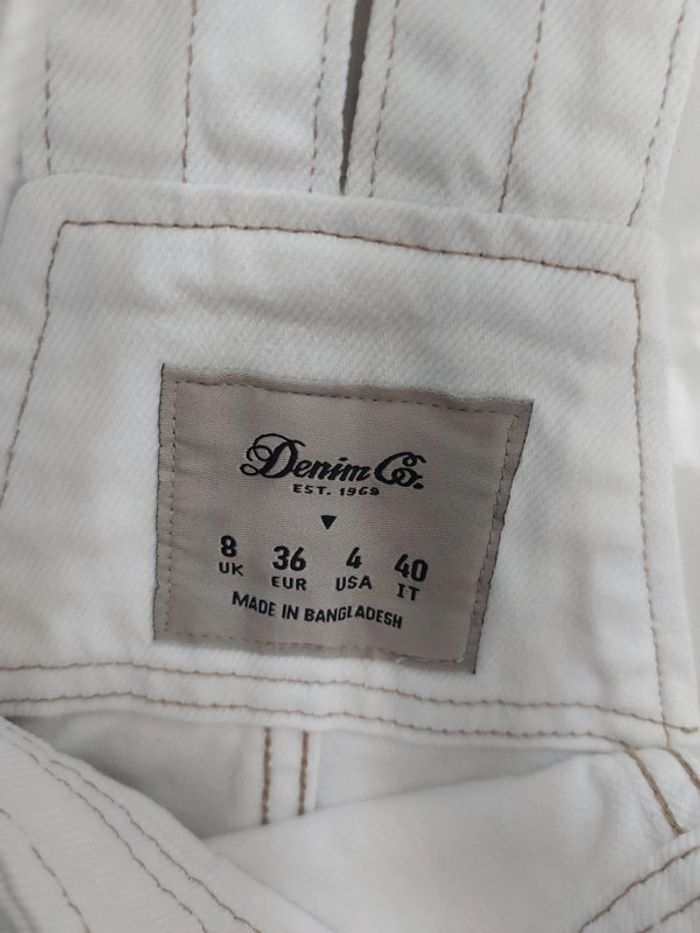 Denim Co.
EST. 1969
8 36 4 40
UK EUR USA IT
MADE IN BANGLADESH